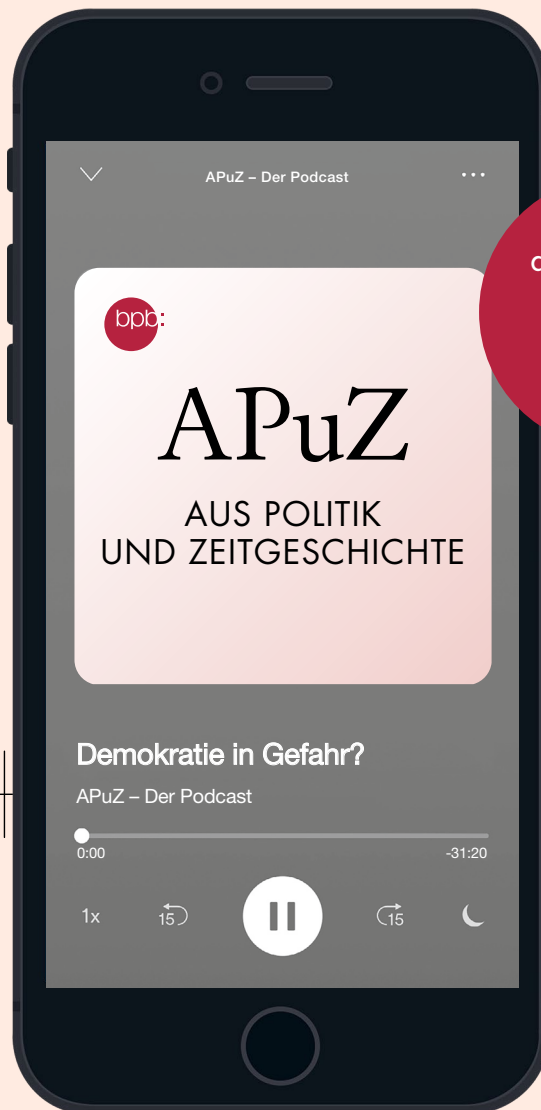 APuZ – Der Podcast
bpb:
APuZ
AUS POLITIK
UND ZEITGESCHICHTE
Demokratie in Gefahr?
APuZ – Der Podcast
0:00 -31:20
1x 15 15